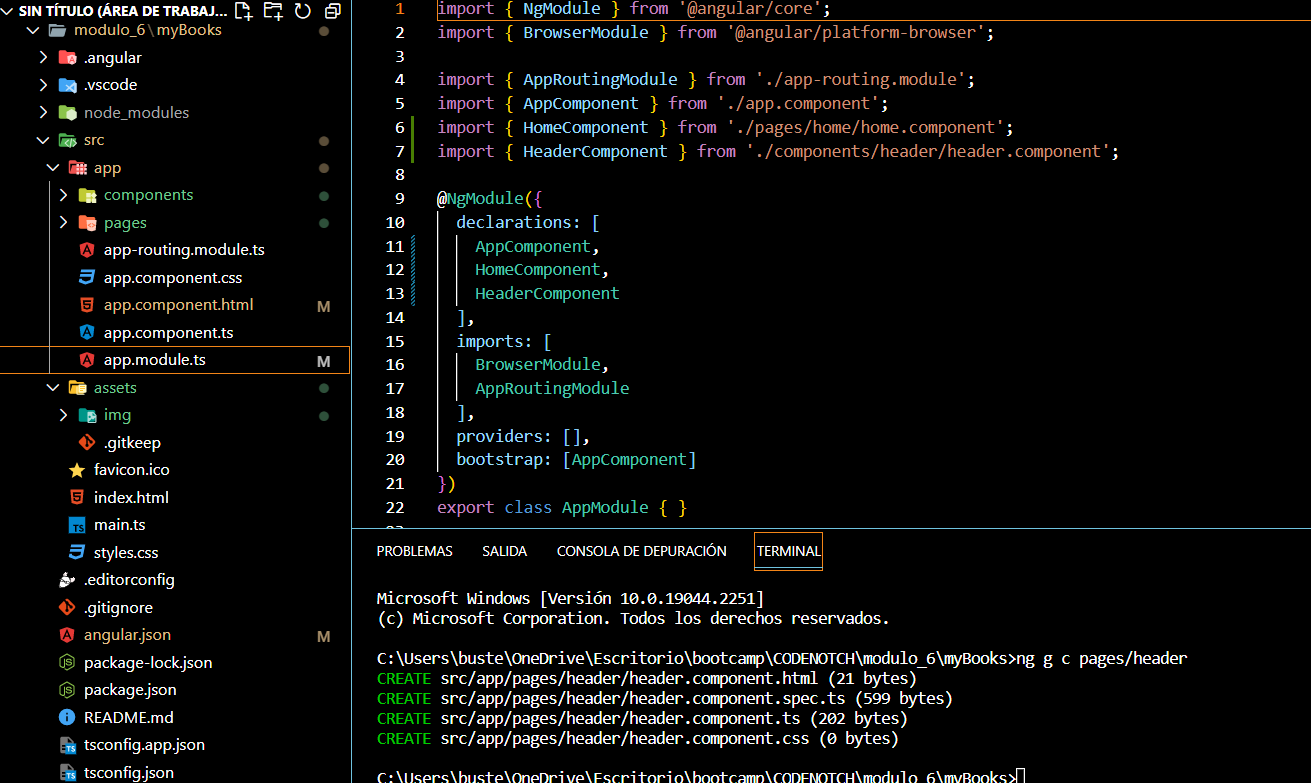 SIN TÍTULO (ÁREA DE TRABAJ...
modulo_6\myBooks
.angular
.vscode
node_modules
src
app
components
pages
app-routing.module.ts
app.component.css
app.component.html M
app.component.ts
app.module.ts M
assets
img
.gitkeep
favicon.ico
index.html
main.ts
styles.css
.editorconfig
.gitignore
angular.json M
package-lock.json
package.json
README.md
tsconfig.app.json
tsconfig.json
1 import { NgModule } from '@angular/core';
2 import { BrowserModule } from '@angular/platform-browser';
3
4 import { AppRoutingModule } from './app-routing.module';
5 import { AppComponent } from './app.component';
6 import { HomeComponent } from './pages/home/home.component';
7 import { HeaderComponent } from './components/header/header.component';
8
9 @NgModule({
10 declarations: [
11 AppComponent,
12 HomeComponent,
13 HeaderComponent
14 ],
15 imports: [
16 BrowserModule,
17 AppRoutingModule
18 ],
19 providers: [],
20 bootstrap: [AppComponent]
21 })
22 export class AppModule { }
PROBLEMAS SALIDA CONSOLA DE DEPURACIÓN TERMINAL
Microsoft Windows [Versión 10.0.19044.2251]
(c) Microsoft Corporation. Todos los derechos reservados.
C:\Users\buste\OneDrive\Escritorio\bootcamp\CODENOTCH\modulo_6\myBooks>ng g c pages/header
CREATE src/app/pages/header/header.component.html (21 bytes)
CREATE src/app/pages/header/header.component.spec.ts (599 bytes)
CREATE src/app/pages/header/header.component.ts (202 bytes)
CREATE src/app/pages/header/header.component.css (0 bytes)
C:\Users\buste\OneDrive\Escritorio\bootcamp\CODENOTCH\modulo_6\myBooks>